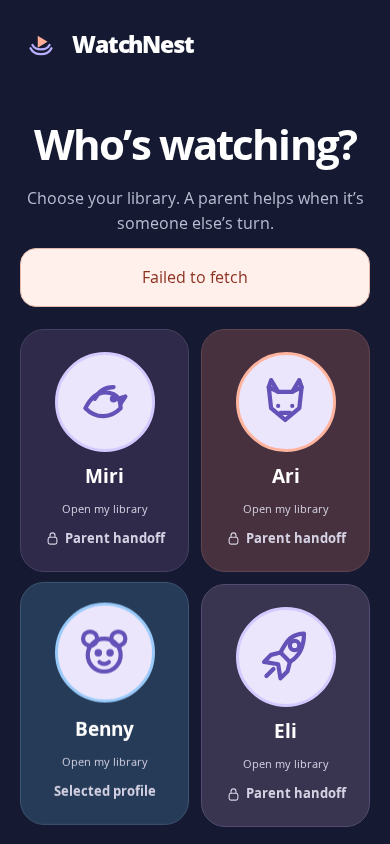 WatchNest
Who’s watching?
Choose your library. A parent helps when it’s
someone else’s turn.
Failed to fetch
Miri
Open my library
Parent handoff
Ari
Open my library
Parent handoff
Benny
Open my library
Selected profile
Eli
Open my library
Parent handoff